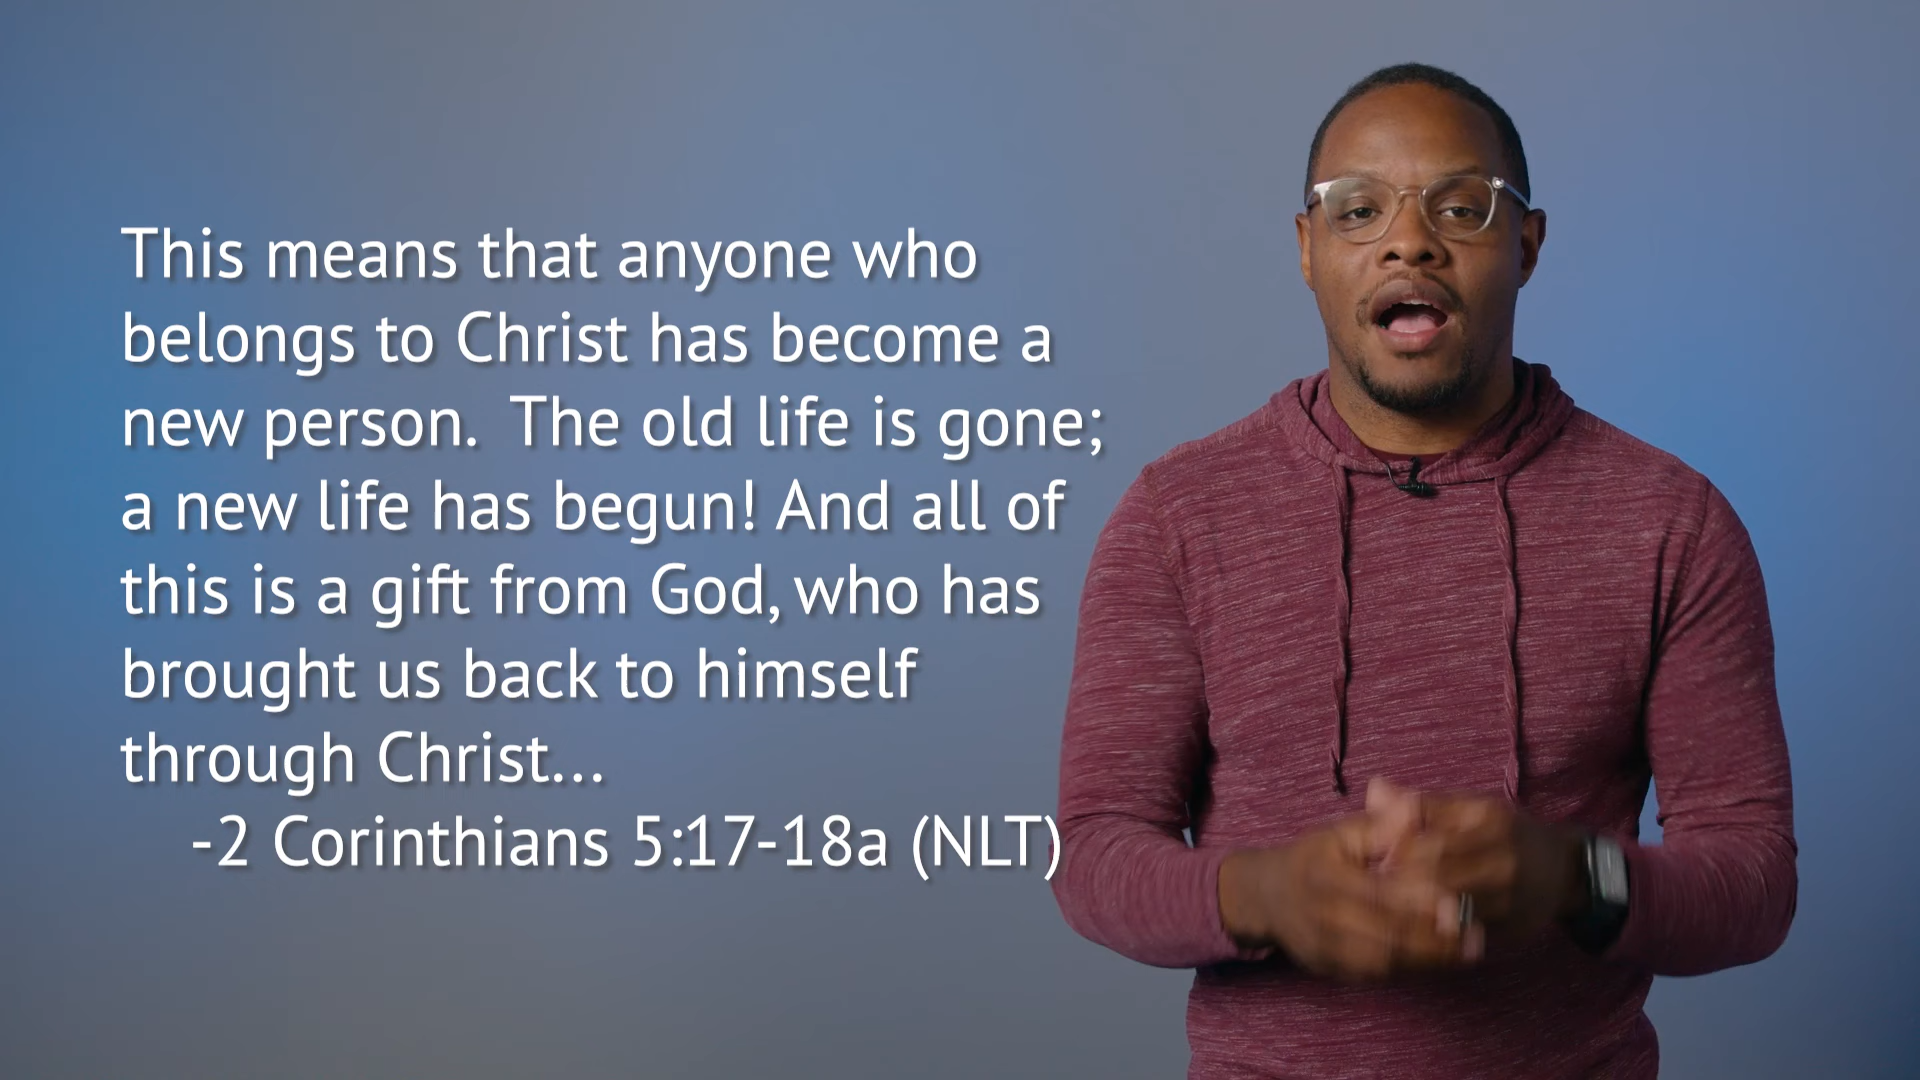 This means that anyone who
belongs to Christ has become a
new person.  The old life is gone;
a new life has begun! And all of
this is a gift from God, who has
brought us back to himself
through Christ...
-2 Corinthians 5:17-18a (NLT)